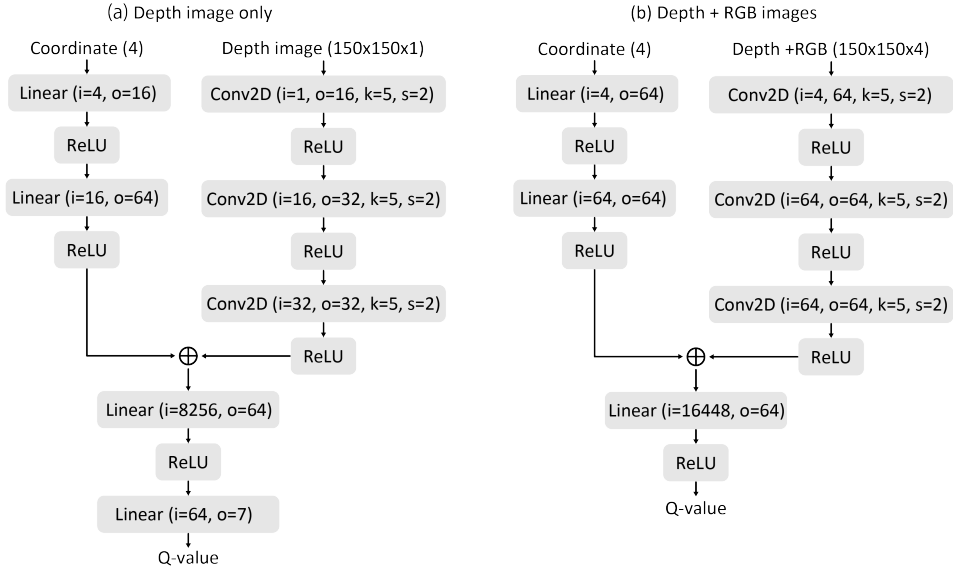 (a) Depth image only
Coordinate (4)
Depth image (150x150x1)
Linear (i=4, o=16)
Conv2D (i=1, o=16, k=5, s=2)
ReLU
ReLU
Linear (i=16, o=64)
Conv2D (i=16, o=32, k=5, s=2)
ReLU
ReLU
Conv2D (i=32, o=32, k=5, s=2)
ReLU
Linear (i=8256, o=64)
ReLU
Linear (i=64, o=7)
Q-value
(b) Depth + RGB images
Coordinate (4)
Depth +RGB (150x150x4)
Linear (i=4, o=64)
Conv2D (i=4, 64, k=5, s=2)
ReLU
ReLU
Linear (i=64, o=64)
Conv2D (i=64, o=64, k=5, s=2)
ReLU
ReLU
Conv2D (i=64, o=64, k=5, s=2)
ReLU
Linear (i=16448, o=64)
ReLU
Q-value